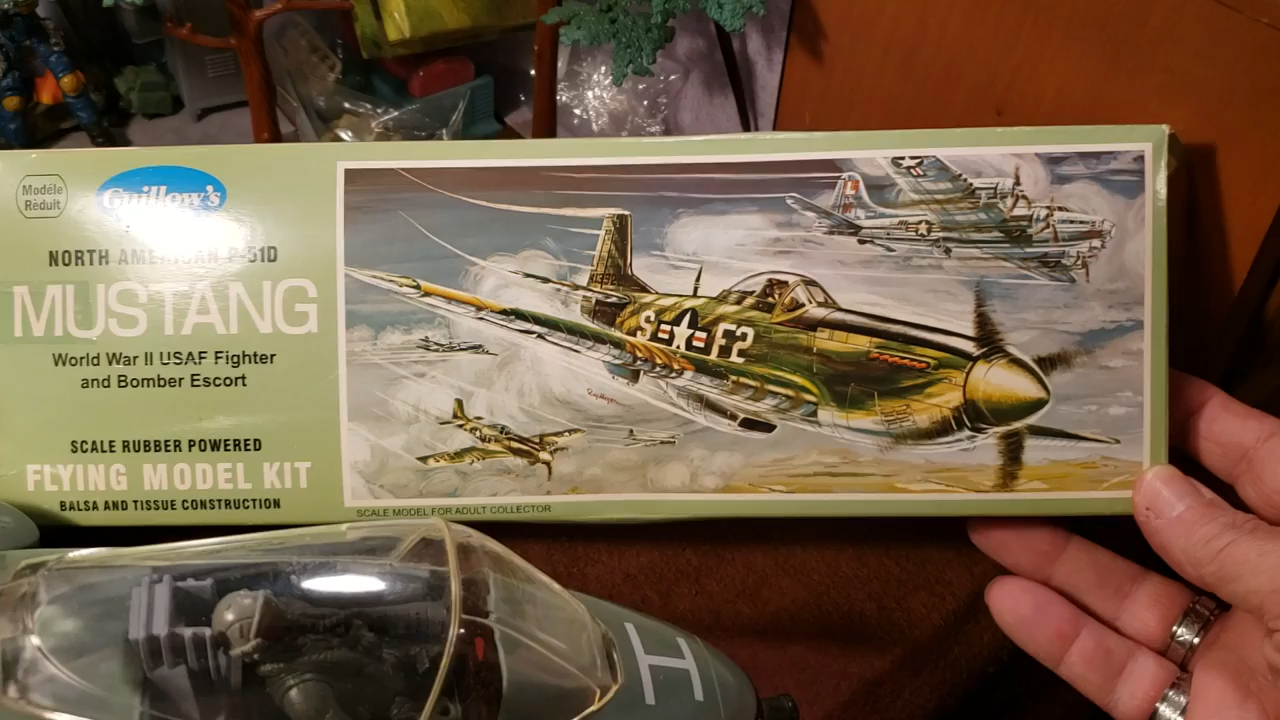 Modéle
Réduit
Guillow's
NORTH AMERICAN P-51D
MUSTANG
World War II USAF Fighter
and Bomber Escort
SCALE RUBBER POWERED
FLYING MODEL KIT
BALSA AND TISSUE CONSTRUCTION
SCALE MODEL FOR ADULT COLLECTOR
S F2
L
H